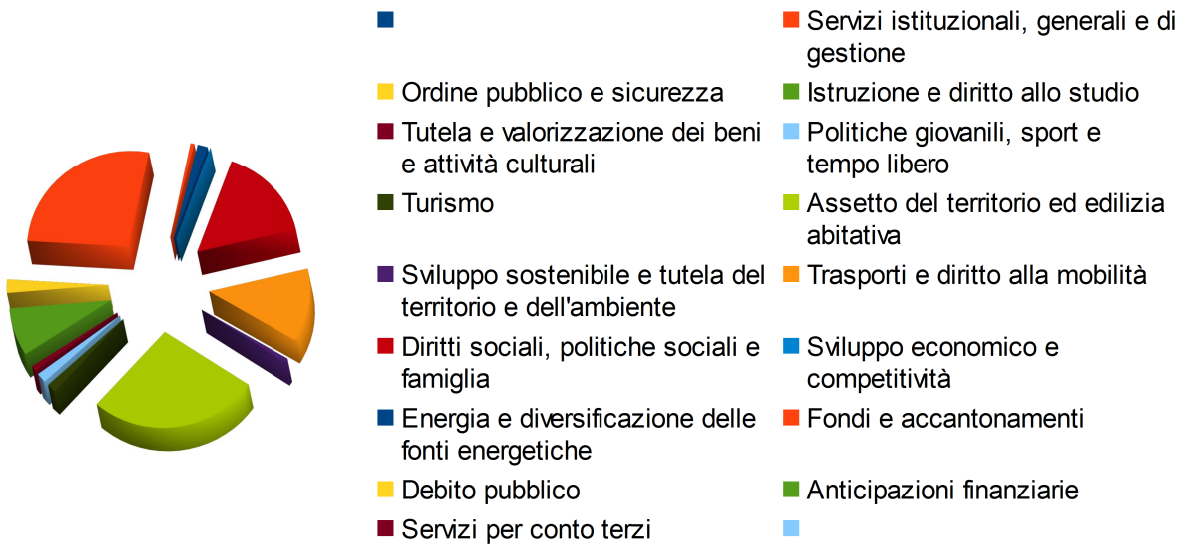 Servizi istituzionali, generali e di
gestione
Ordine pubblico e sicurezza
Istruzione e diritto allo studio
Tutela e valorizzazione dei beni
e attività culturali
Politiche giovanili, sport e
tempo libero
Turismo
Assetto del territorio ed edilizia
abitativa
Sviluppo sostenibile e tutela del
territorio e dell'ambiente
Trasporti e diritto alla mobilità
Diritti sociali, politiche sociali e
famiglia
Sviluppo economico e
competitività
Energia e diversificazione delle
fonti energetiche
Fondi e accantonamenti
Debito pubblico
Anticipazioni finanziarie
Servizi per conto terzi